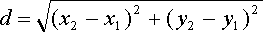 d = √((x₂ − x₁)² + (y₂ − y₁)²)